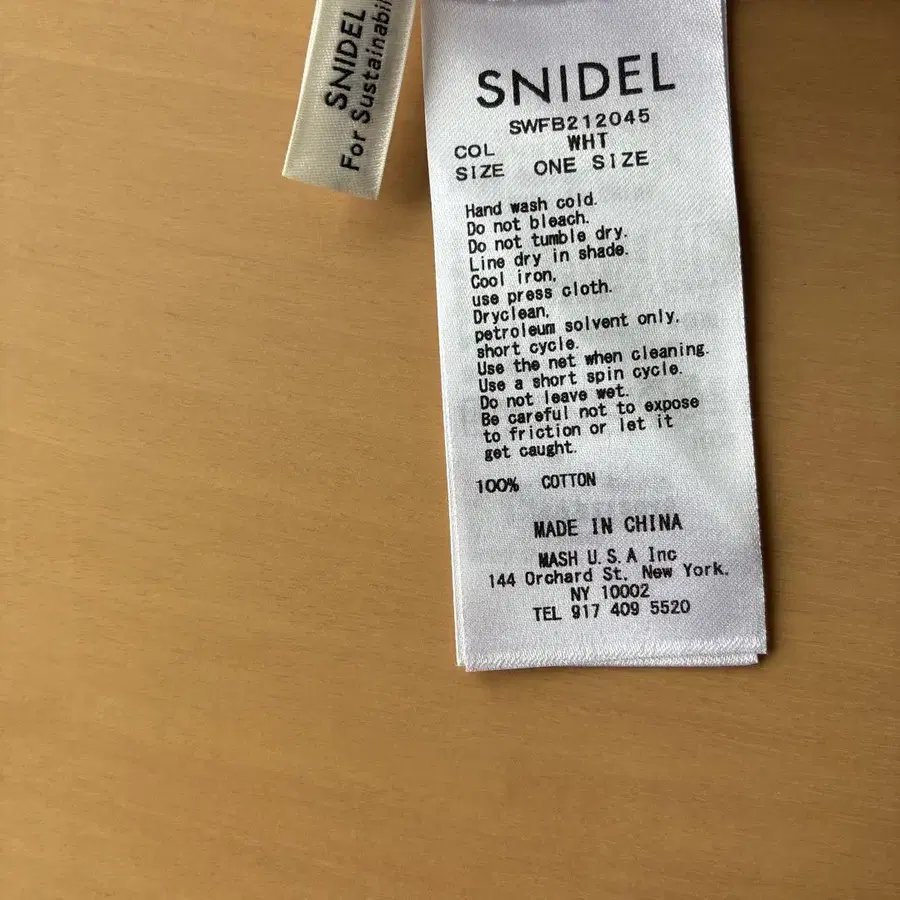 SNIDEL
For Sustainabil
SNIDEL
SWFB212045
COL WHT
SIZE ONE SIZE
Hand wash cold.
Do not bleach.
Do not tumble dry.
Line dry in shade.
Cool iron,
use press cloth.
Dryclean,
petroleum solvent only,
short cycle.
Use the net when cleaning.
Use a short spin cycle.
Do not leave wet.
Be careful not to expose
to friction or let it
get caught.
100% COTTON
MADE IN CHINA
MASH U.S.A Inc
144 Orchard St, New York,
NY 10002
TEL 917 409 5520